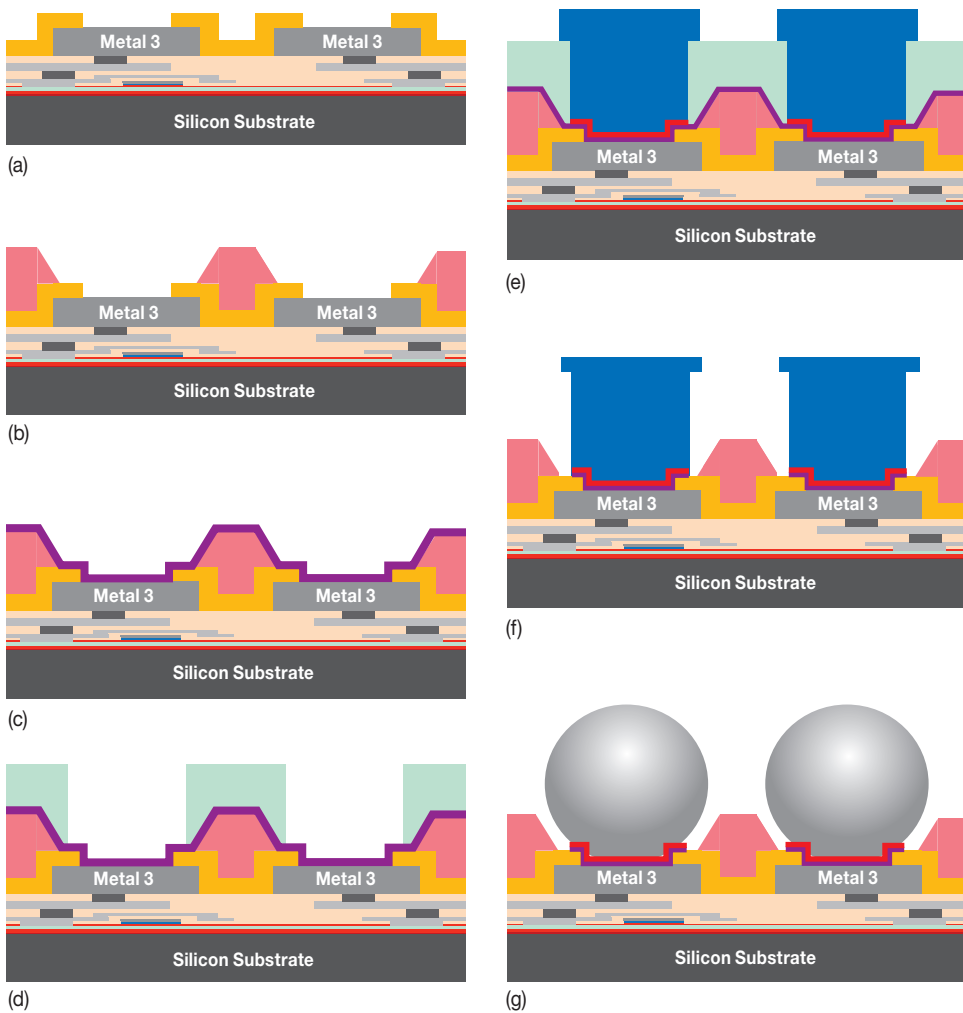 Metal 3 Metal 3
Silicon Substrate
(a)
Metal 3 Metal 3
Silicon Substrate
(b)
Metal 3 Metal 3
Silicon Substrate
(c)
Metal 3 Metal 3
Silicon Substrate
(d)
Metal 3 Metal 3
Silicon Substrate
(e)
Metal 3 Metal 3
Silicon Substrate
(f)
Metal 3 Metal 3
Silicon Substrate
(g)